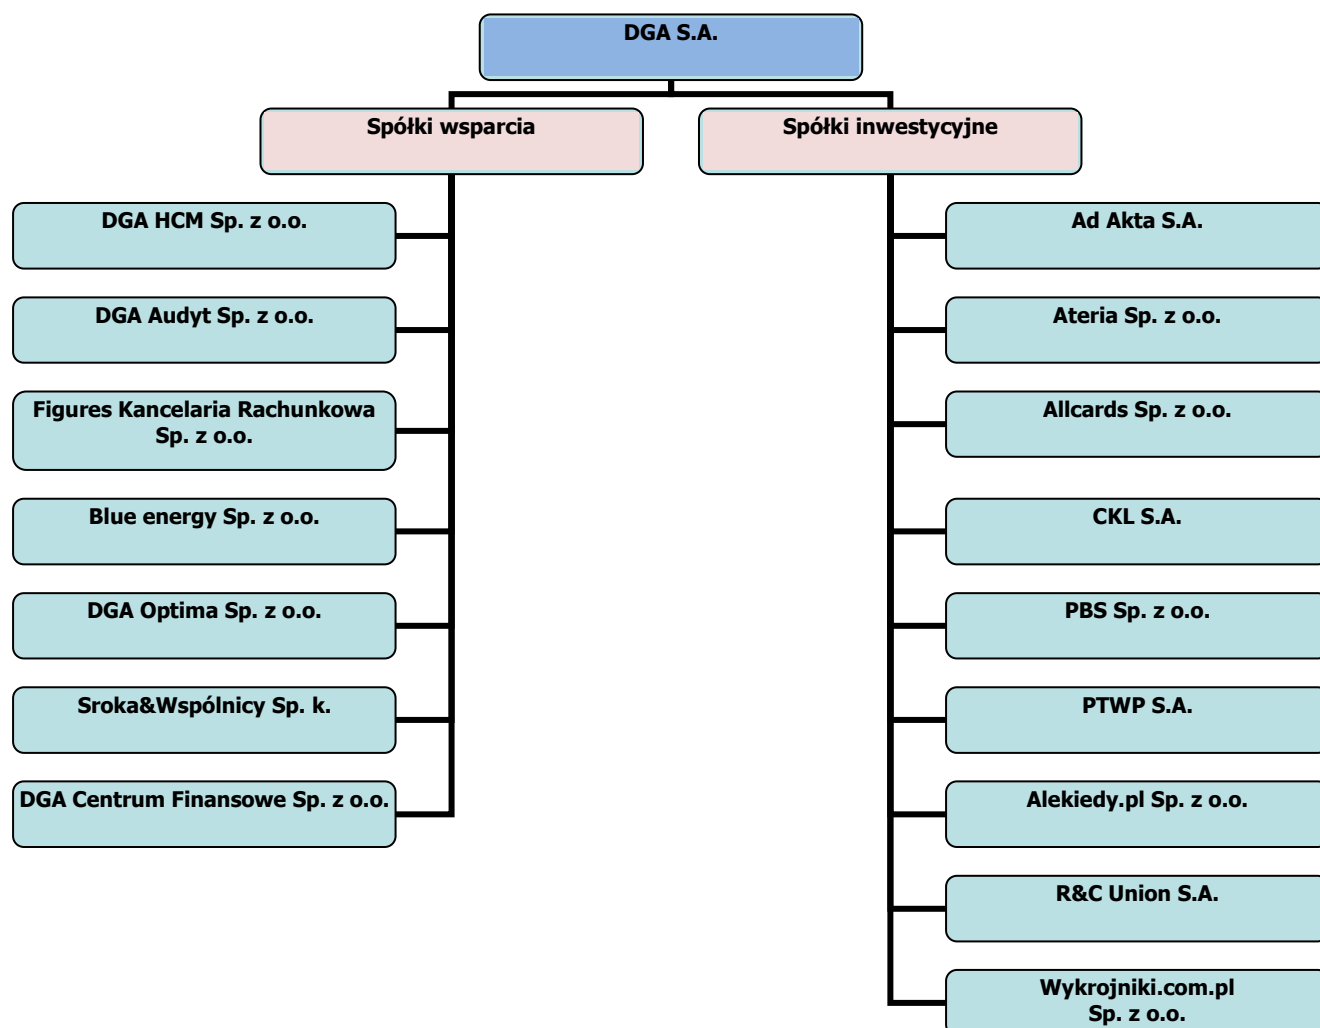 DGA S.A.
Spółki wsparcia
Spółki inwestycyjne
DGA HCM Sp. z o.o.
DGA Audyt Sp. z o.o.
Figures Kancelaria Rachunkowa
Sp. z o.o.
Blue energy Sp. z o.o.
DGA Optima Sp. z o.o.
Sroka&Wspólnicy Sp. k.
DGA Centrum Finansowe Sp. z o.o.
Ad Akta S.A.
Ateria Sp. z o.o.
Allcards Sp. z o.o.
CKL S.A.
PBS Sp. z o.o.
PTWP S.A.
Alekiedy.pl Sp. z o.o.
R&C Union S.A.
Wykrojniki.com.pl
Sp. z o.o.